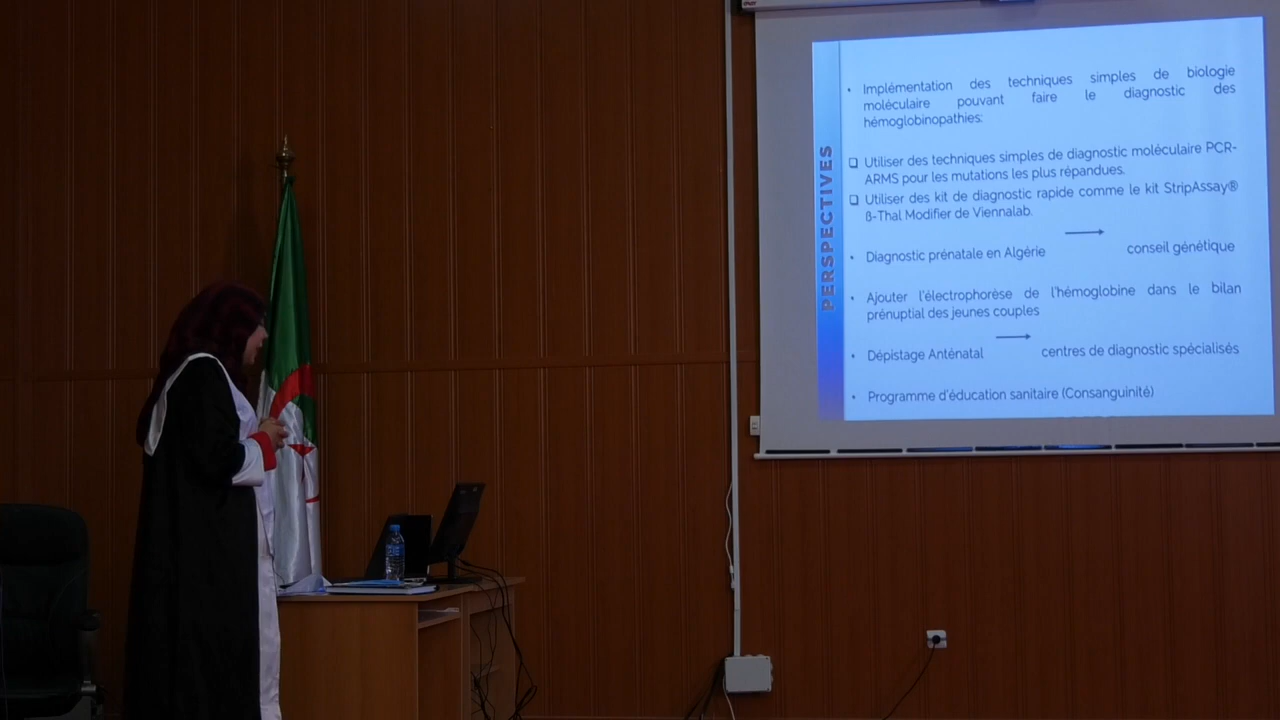 PERSPECTIVES
• Implémentation des techniques simples de biologie
moléculaire pouvant faire le diagnostic des
hémoglobinopathies:
❑ Utiliser des techniques simples de diagnostic moléculaire PCR-
ARMS pour les mutations les plus répandues.
❑ Utiliser des kit de diagnostic rapide comme le kit StripAssay®
β-Thal Modifier de Viennalab.
• Diagnostic prénatale en Algérie → conseil génétique
• Ajouter l'électrophorèse de l'hémoglobine dans le bilan
prénuptial des jeunes couples
• Dépistage Anténatal → centres de diagnostic spécialisés
• Programme d'éducation sanitaire (Consanguinité)